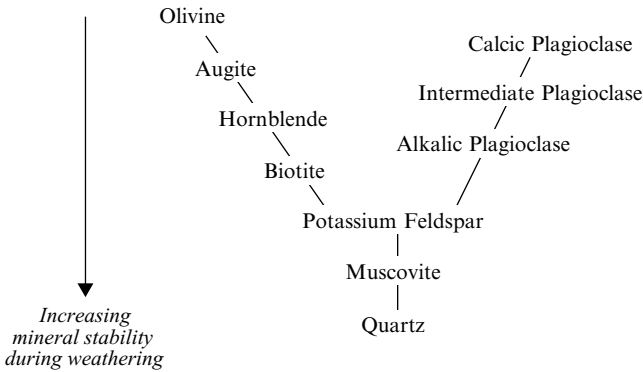 Olivine
Calcic Plagioclase
Augite
Intermediate Plagioclase
Hornblende
Alkalic Plagioclase
Biotite
Potassium Feldspar
Muscovite
Quartz
Increasing
mineral stability
during weathering